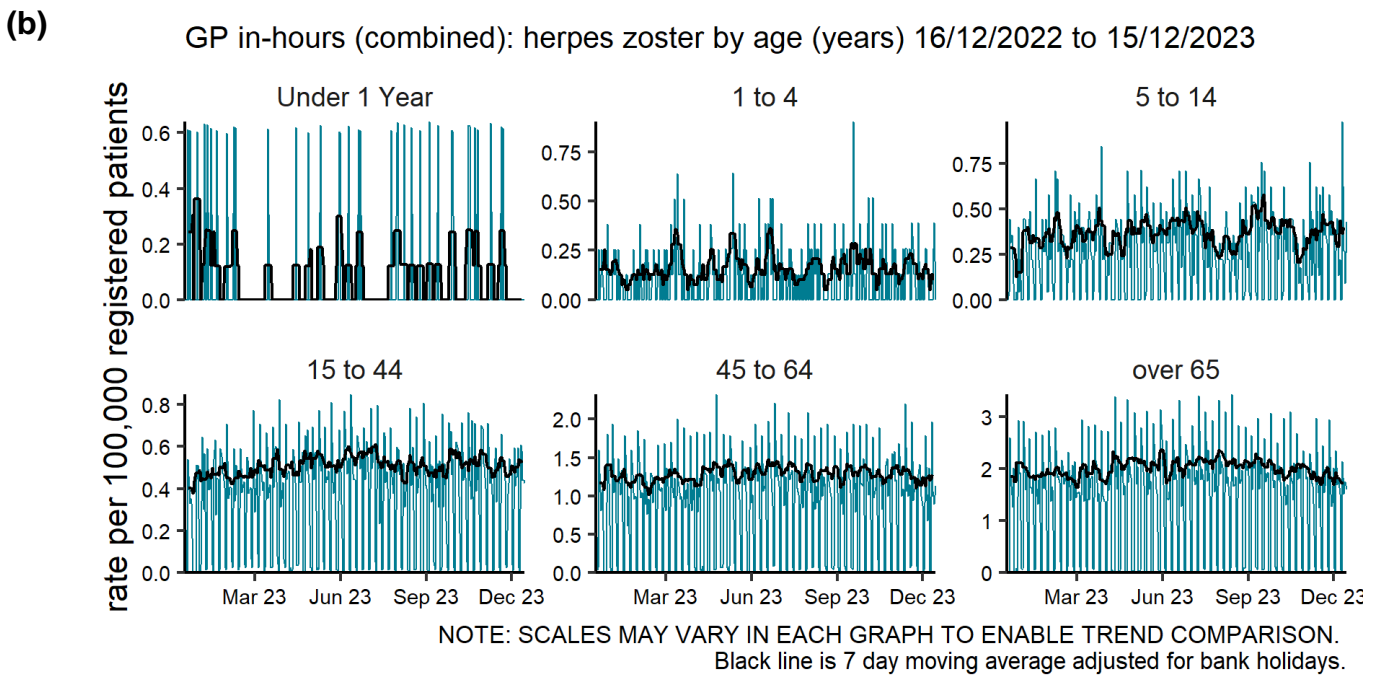 (b)
GP in-hours (combined): herpes zoster by age (years) 16/12/2022 to 15/12/2023
rate per 100,000 registered patients
Under 1 Year
0.6
0.4
0.2
0.0
1 to 4
0.75
0.50
0.25
0.00
5 to 14
0.75
0.50
0.25
0.00
15 to 44
0.8
0.6
0.4
0.2
0.0
Mar 23 Jun 23 Sep 23 Dec 23
45 to 64
2.0
1.5
1.0
0.5
0.0
Mar 23 Jun 23 Sep 23 Dec 23
over 65
3
2
1
0
Mar 23 Jun 23 Sep 23 Dec 23
NOTE: SCALES MAY VARY IN EACH GRAPH TO ENABLE TREND COMPARISON.
Black line is 7 day moving average adjusted for bank holidays.